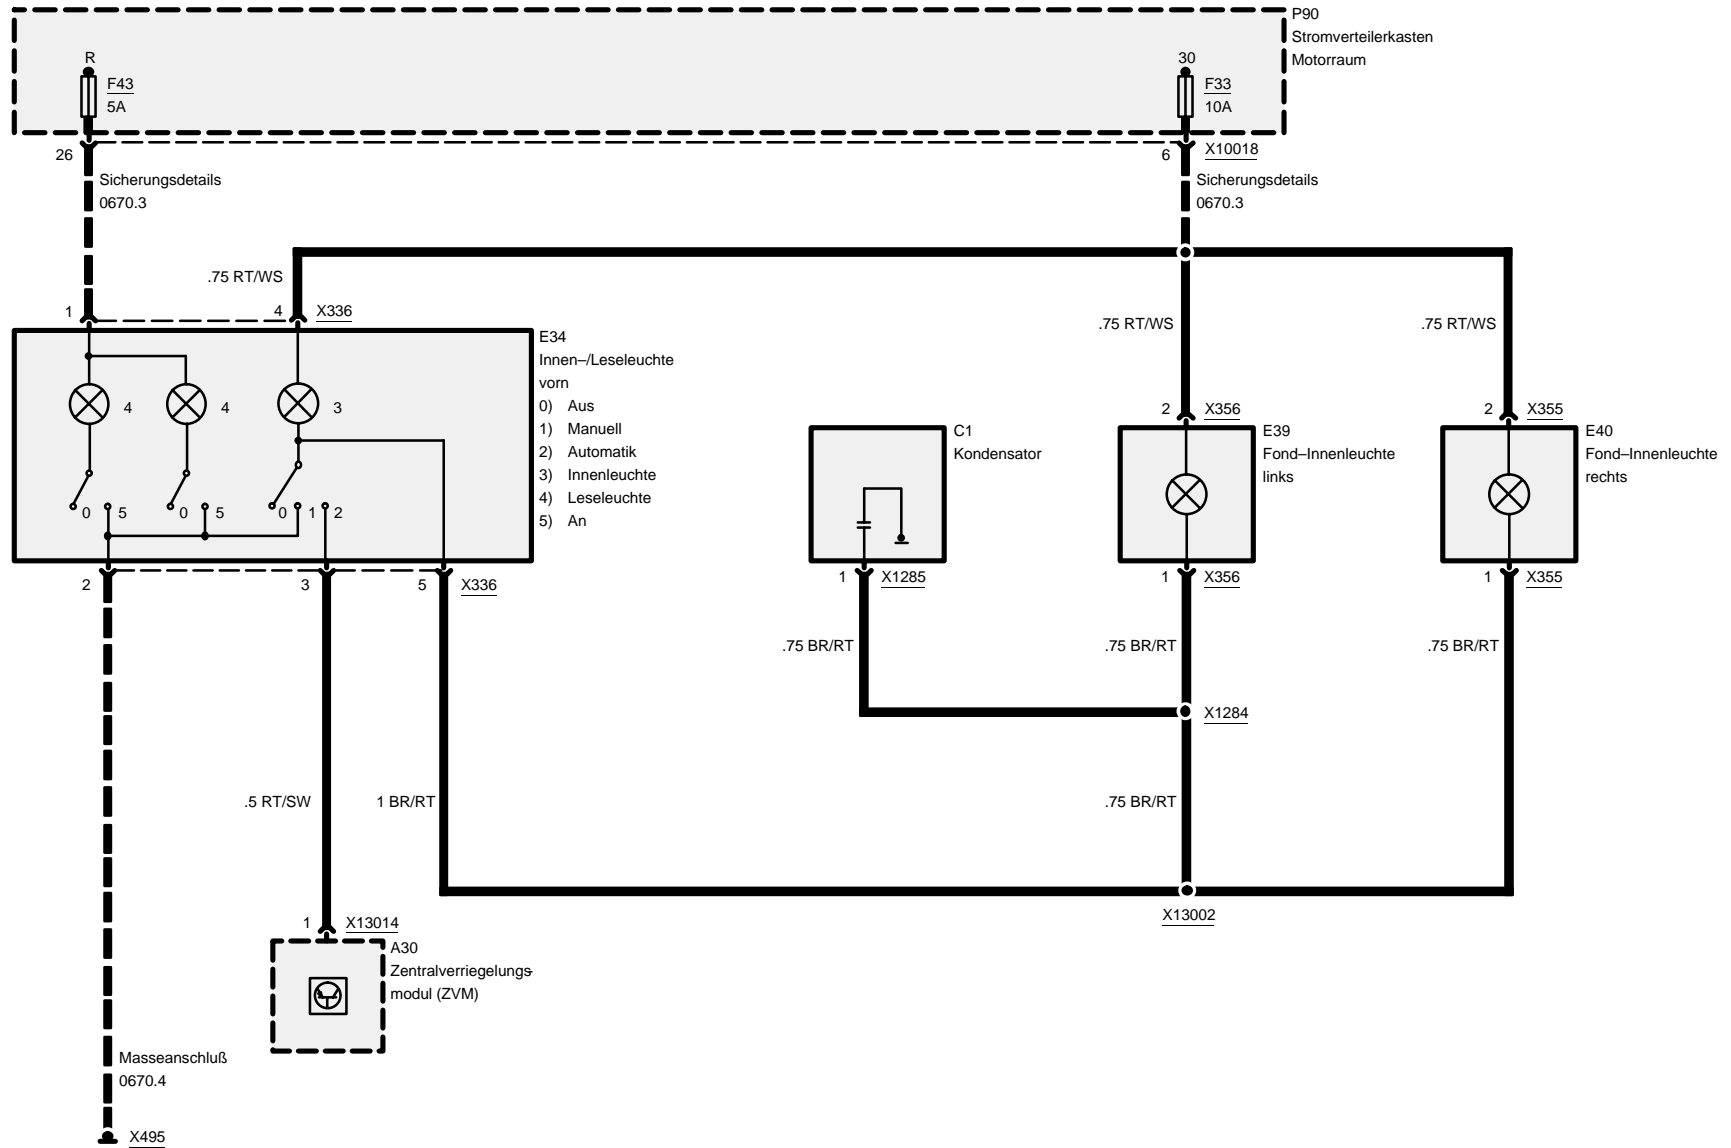 P90
Stromverteilerkasten
Motorraum
R
F43
5A
30
F33
10A
26
6
X10018
Sicherungsdetails
0670.3
Sicherungsdetails
0670.3
.75 RT/WS
1
4
X336
.75 RT/WS
.75 RT/WS
E34
Innen–/Leseleuchte
vorn
0) Aus
1) Manuell
2) Automatik
3) Innenleuchte
4) Leseleuchte
5) An
4
4
3
0
5
0
5
0
1
2
2
X356
2
X355
C1
Kondensator
E39
Fond–Innenleuchte
links
E40
Fond–Innenleuchte
rechts
2
3
5
X336
1
X1285
1
X356
1
X355
.75 BR/RT
.75 BR/RT
.75 BR/RT
X1284
.5 RT/SW
1 BR/RT
.75 BR/RT
X13002
1
X13014
A30
Zentralverriegelungs-
modul (ZVM)
Masseanschluß
0670.4
X495